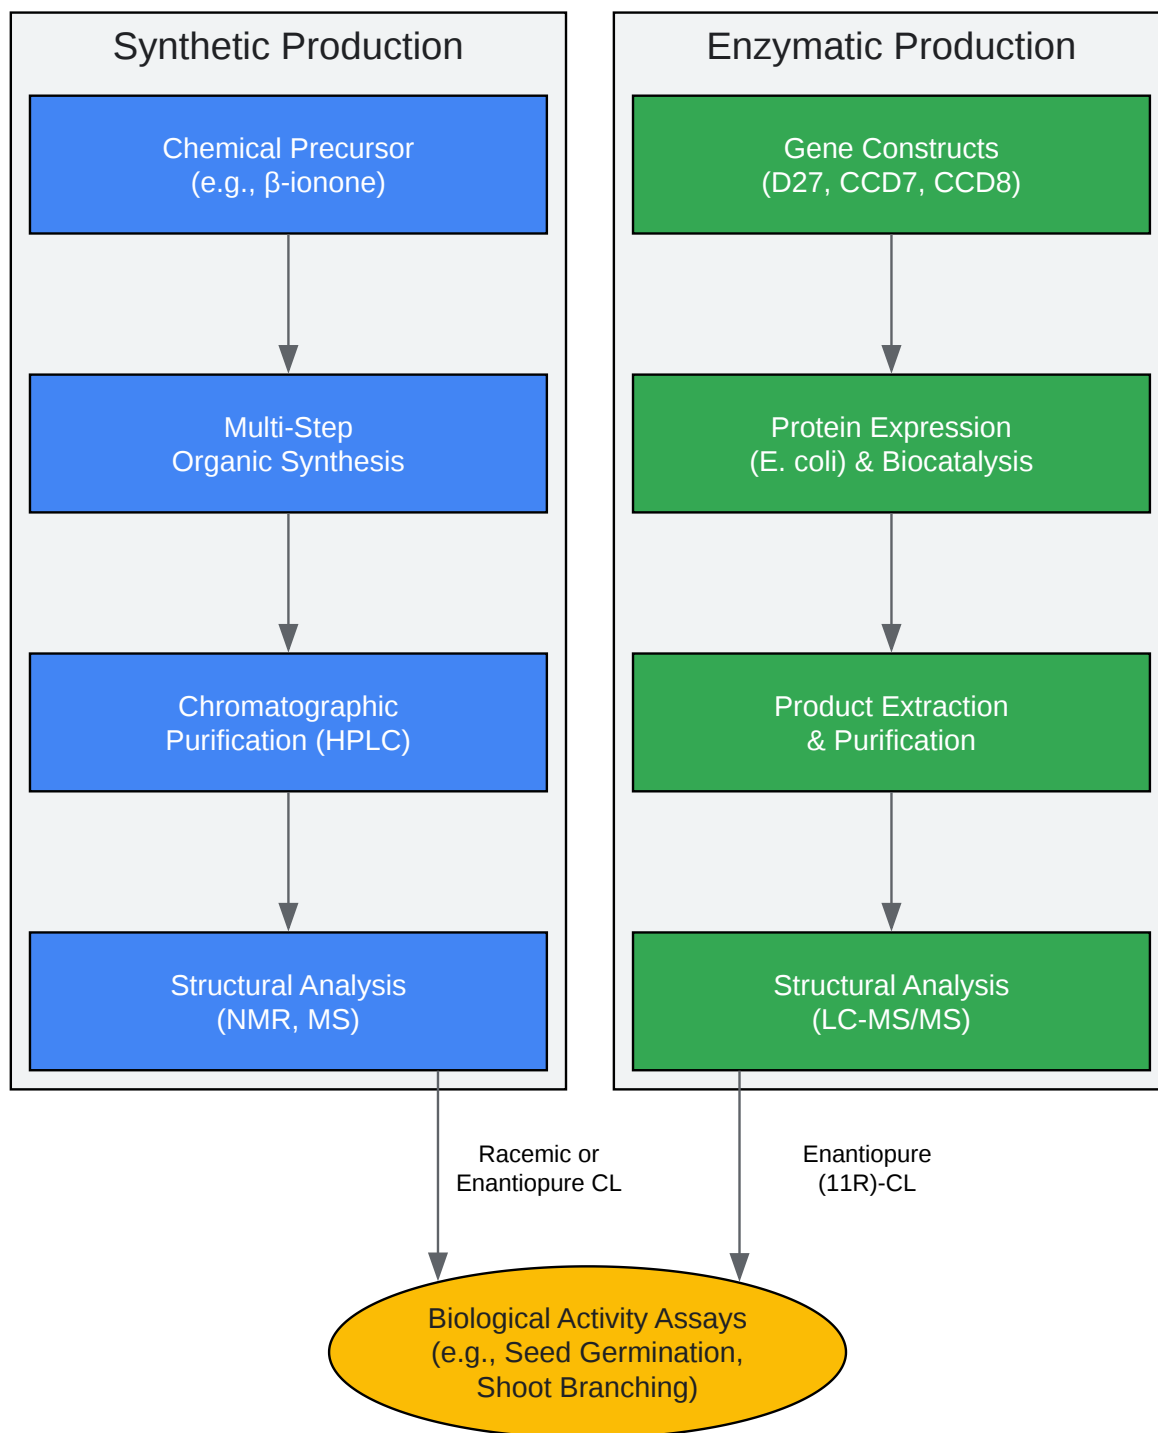 Synthetic Production
Chemical Precursor
(e.g., β-ionone)
Multi-Step
Organic Synthesis
Chromatographic
Purification (HPLC)
Structural Analysis
(NMR, MS)
Racemic or
Enantiopure CL
Enzymatic Production
Gene Constructs
(D27, CCD7, CCD8)
Protein Expression
(E. coli) & Biocatalysis
Product Extraction
& Purification
Structural Analysis
(LC-MS/MS)
Enantiopure
(11R)-CL
Biological Activity Assays
(e.g., Seed Germination,
Shoot Branching)